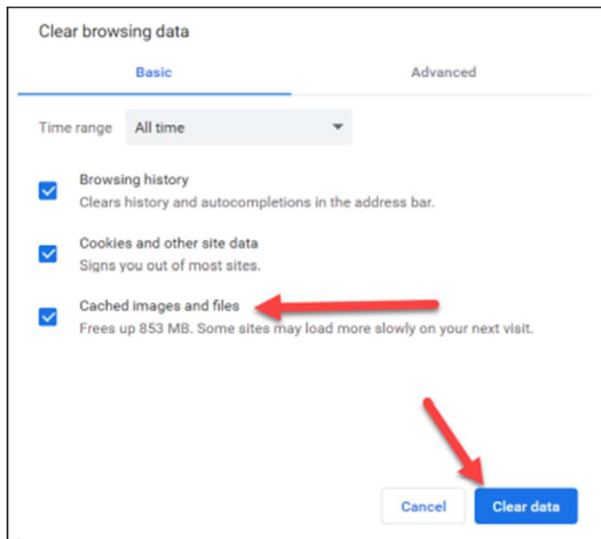 Clear browsing data
Basic Advanced
Time range All time
Browsing history
Clears history and autocompletions in the address bar.
Cookies and other site data
Signs you out of most sites.
Cached images and files
Frees up 853 MB. Some sites may load more slowly on your next visit.
Cancel Clear data